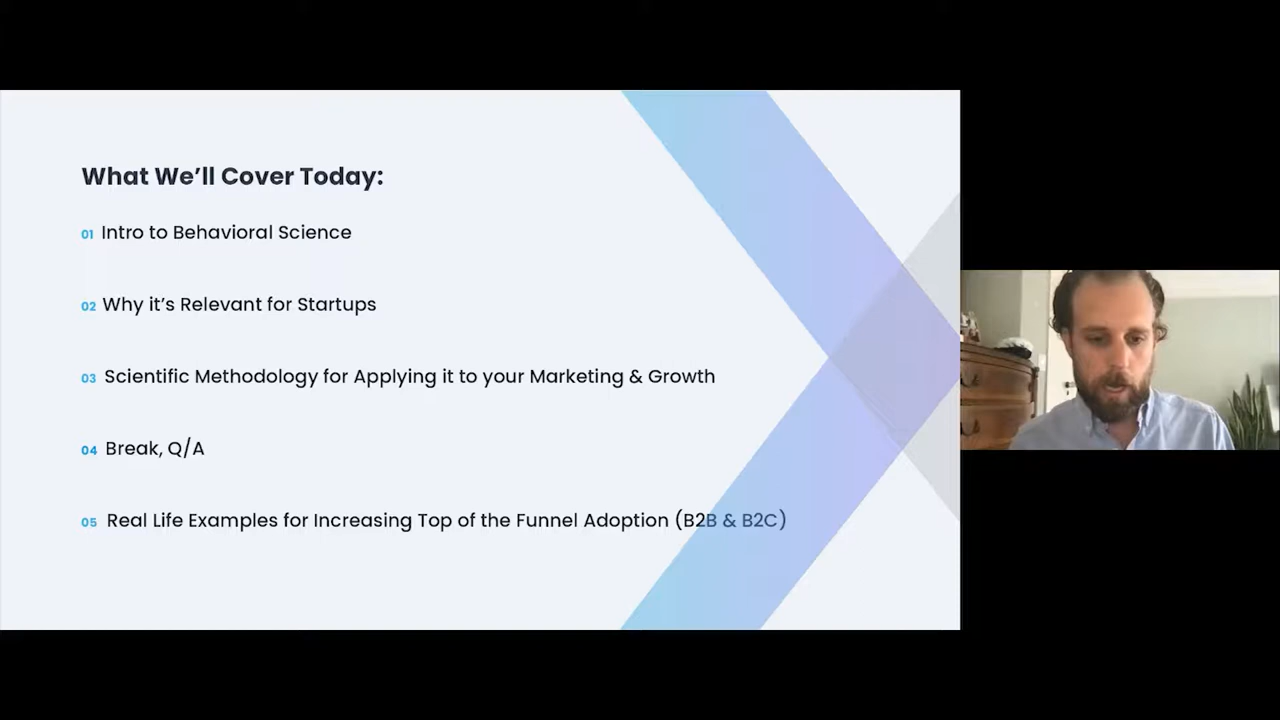 What We’ll Cover Today:
01 Intro to Behavioral Science
02 Why it’s Relevant for Startups
03 Scientific Methodology for Applying it to your Marketing & Growth
04 Break, Q/A
05 Real Life Examples for Increasing Top of the Funnel Adoption (B2B & B2C)